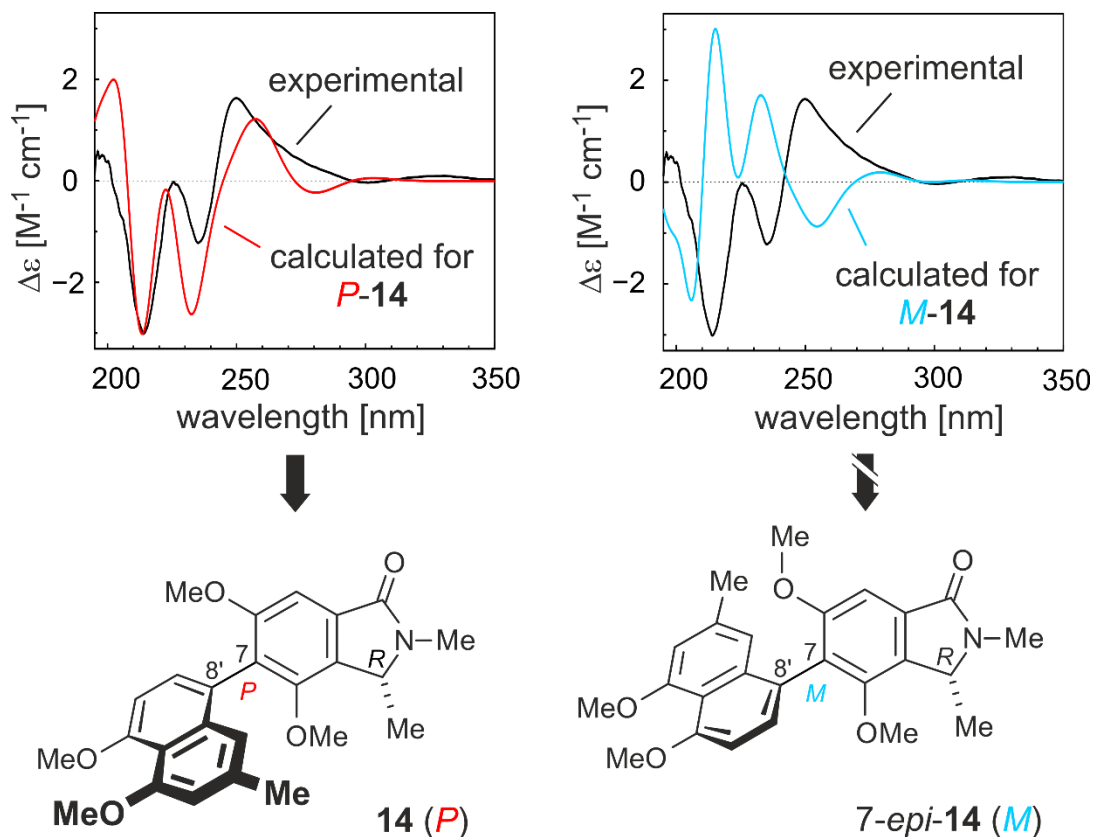 experimental
calculated for
P-14
2
0
−2
Δε [M⁻¹ cm⁻¹]
200
250
300
350
wavelength [nm]
experimental
calculated for
M-14
2
0
−2
Δε [M⁻¹ cm⁻¹]
200
250
300
350
wavelength [nm]
O
MeO
7
N
Me
8'
R
P
Me
OMe
MeO
MeO
Me
14 (P)
Me
O
Me
O
7
N
Me
8'
R
M
Me
OMe
MeO
MeO
7-epi-14 (M)